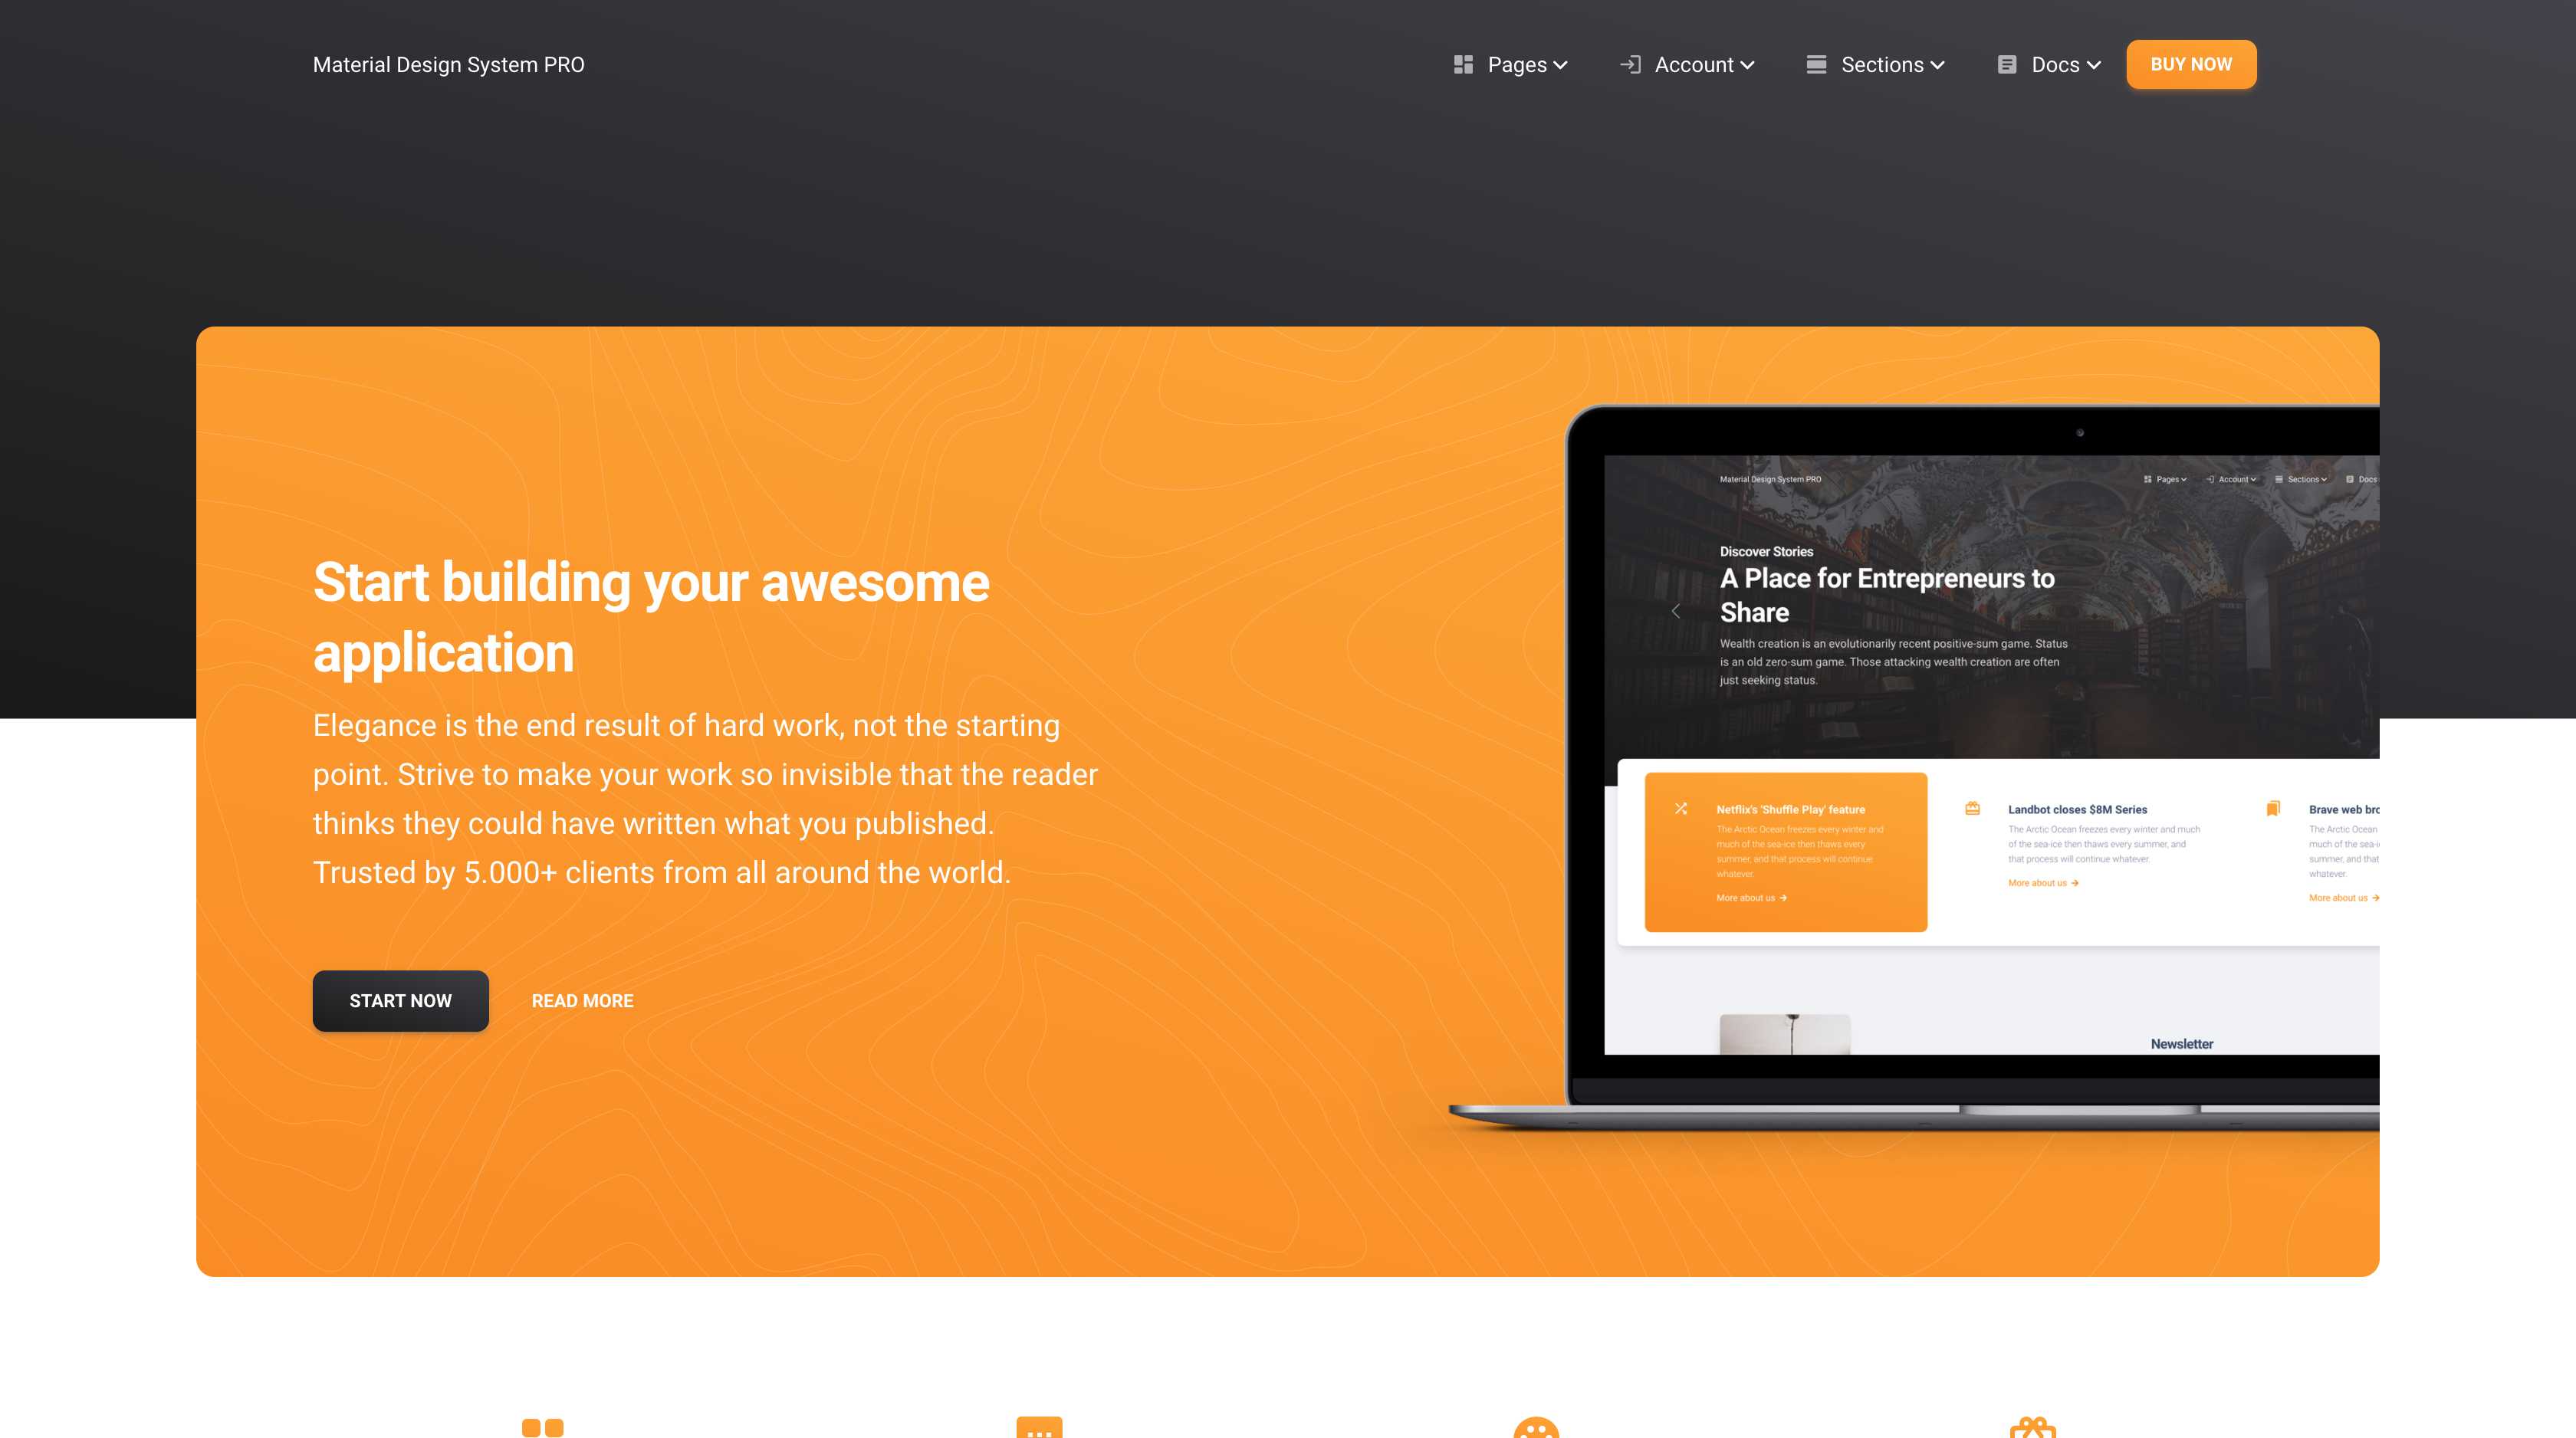 Material Design System PRO
Pages
Account
Sections
Docs
BUY NOW
Start building your awesome
application
Elegance is the end result of hard work, not the starting
point. Strive to make your work so invisible that the reader
thinks they could have written what you published.
Trusted by 5.000+ clients from all around the world.
START NOW
READ MORE
Material Design System PRO
Pages
Account
Sections
Docs
Discover Stories
A Place for Entrepreneurs to
Share
Wealth creation is an evolutionarily recent positive-sum game. Status
is an old zero-sum game. Those attacking wealth creation are often
just seeking status.
Netflix's 'Shuffle Play' feature
The Arctic Ocean freezes every winter and
much of the sea-ice then thaws every
summer, and that process will continue
whatever.
More about us
Landbot closes $8M Series
The Arctic Ocean freezes every winter and much
of the sea-ice then thaws every summer, and
that process will continue whatever.
More about us
Brave web
The Arctic Ocean
much of the
summer, and that
whatever.
More about us
Newsletter